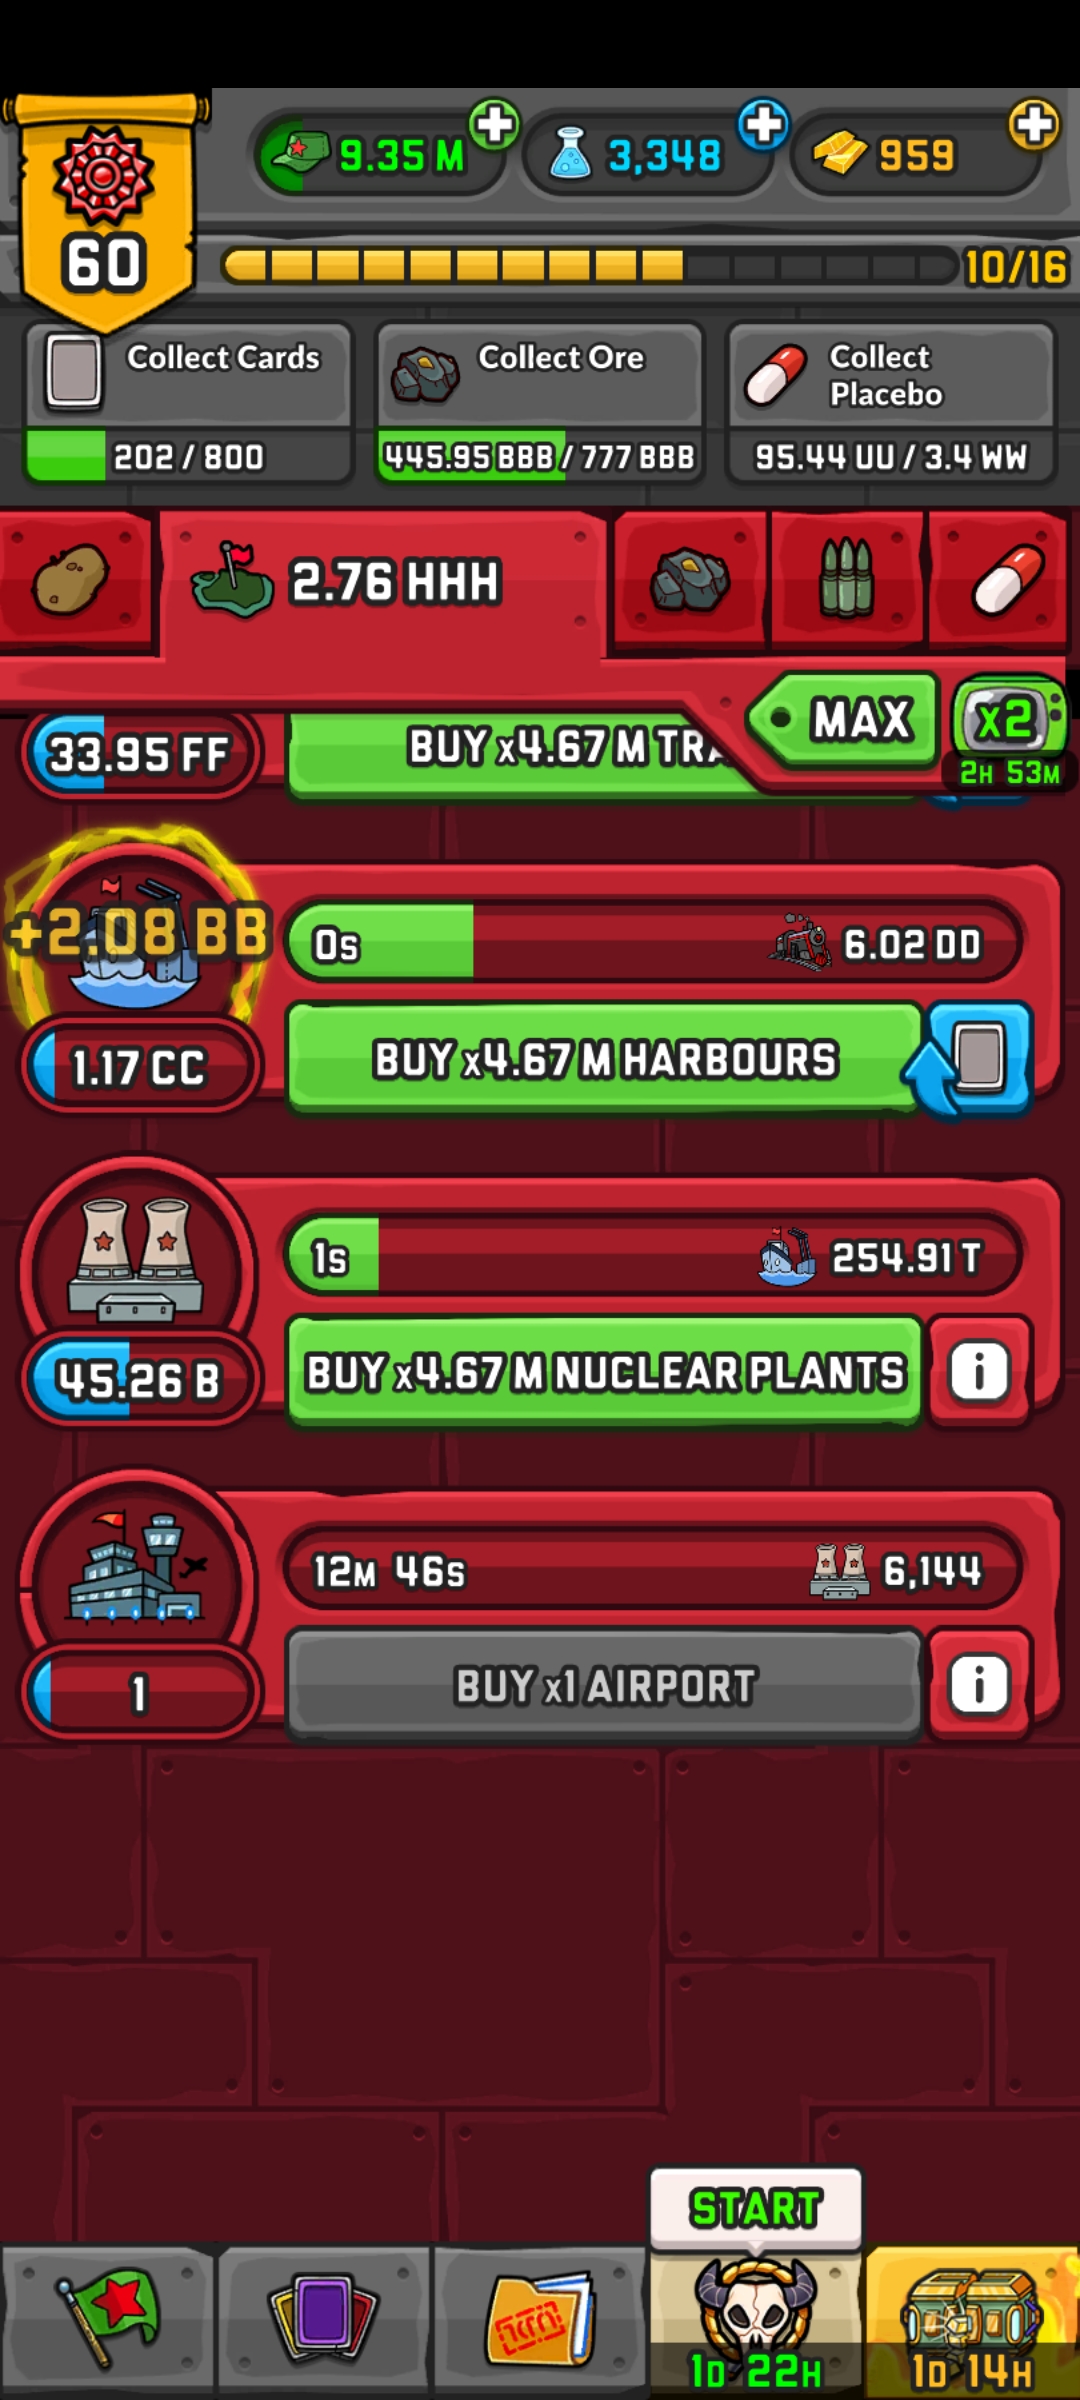 9.35 M
3,348
959
60
10/16
Collect Cards
202 / 800
Collect Ore
445.95 BBB / 777 BBB
Collect
Placebo
95.44 UU / 3.4 WW
2.76 HHH
MAX
x2
2H 53M
33.95 FF
BUY x4.67 M
+2.08 BB
0s
6.02 DD
1.17 CC
BUY x4.67 M HARBOURS
1s
254.91 T
45.26 B
BUY x4.67 M NUCLEAR PLANTS
i
12M 46s
6,144
1
BUY x1 AIRPORT
i
START
1D 22H
1D 14H